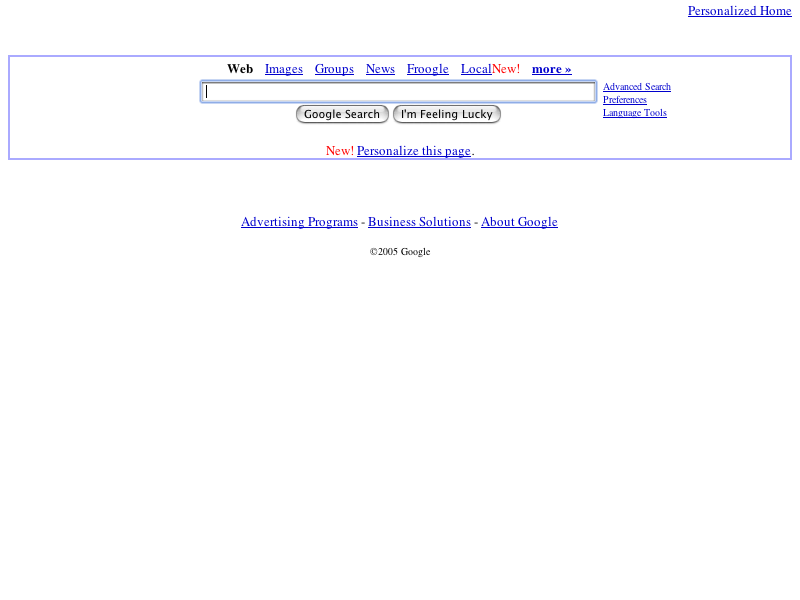 Personalized Home
Web Images Groups News Froogle LocalNew! more »
Advanced Search
Preferences
Language Tools
Google Search I'm Feeling Lucky
New! Personalize this page.
Advertising Programs - Business Solutions - About Google
©2005 Google